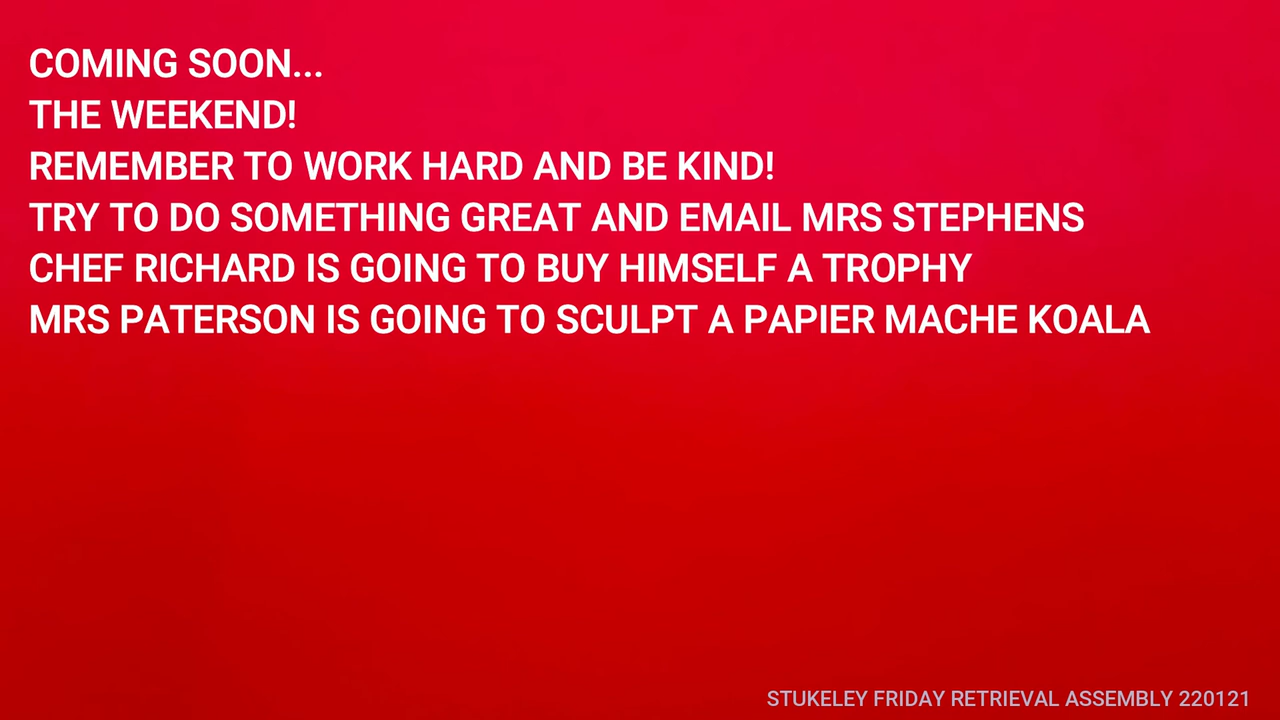 COMING SOON...
THE WEEKEND!
REMEMBER TO WORK HARD AND BE KIND!
TRY TO DO SOMETHING GREAT AND EMAIL MRS STEPHENS
CHEF RICHARD IS GOING TO BUY HIMSELF A TROPHY
MRS PATERSON IS GOING TO SCULPT A PAPIER MACHE KOALA
STUKELEY FRIDAY RETRIEVAL ASSEMBLY 220121